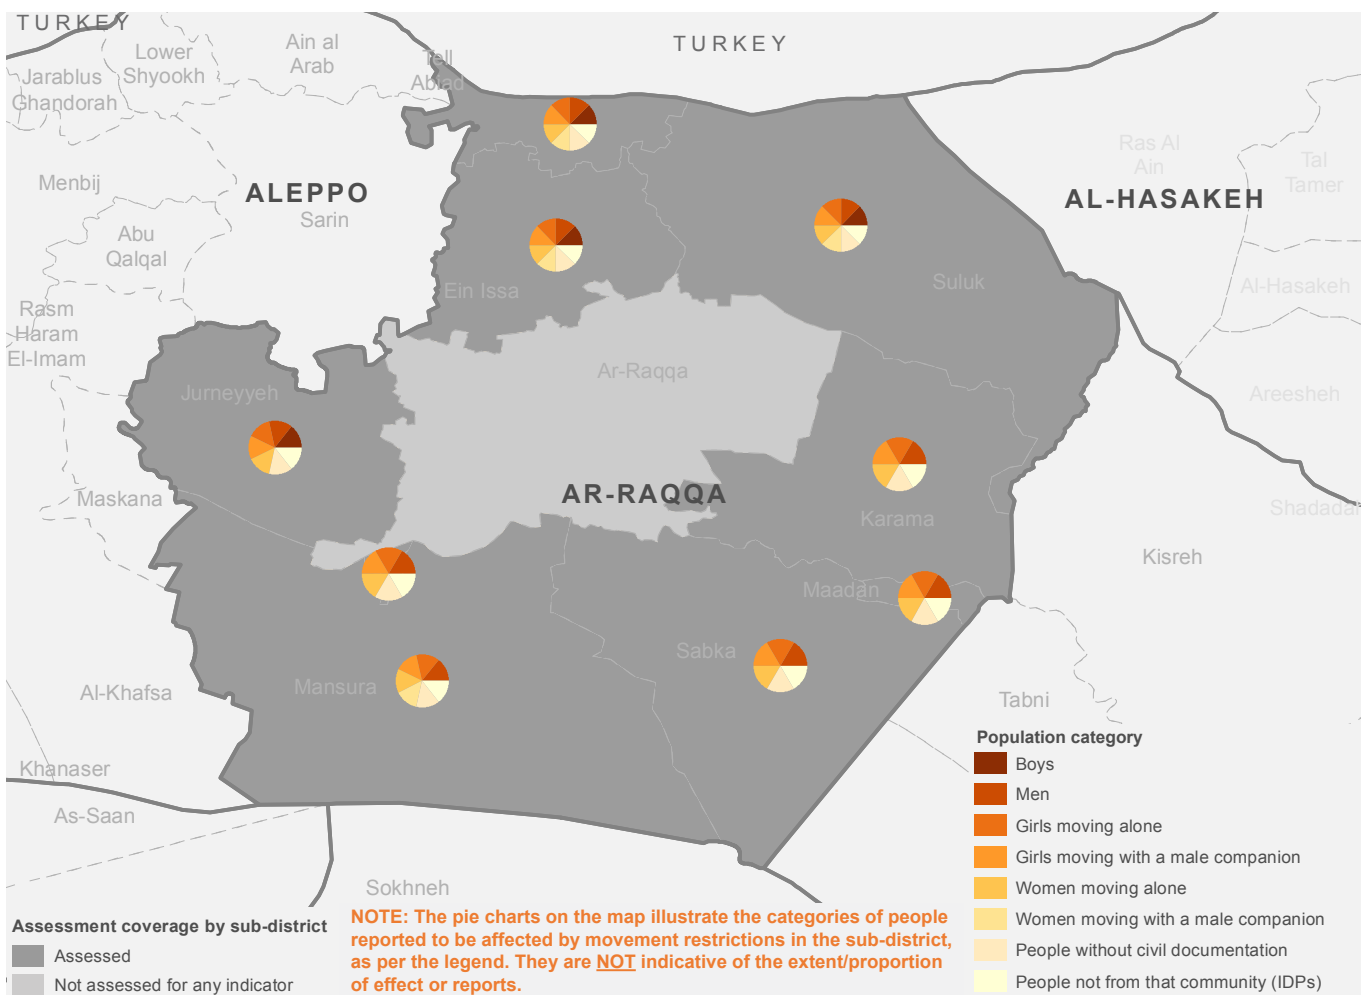 TURKEY
TURKEY
Lower
Shyookh
Ain al
Arab
Tell
Abiad
Jarablus
Ghandorah
Ras Al
Ain
Tal
Tamer
Menbij
ALEPPO
Sarin
AL-HASAKEH
Abu
Qalqal
Ein Issa
Suluk
Al-Hasakeh
Rasm
Haram
El-Imam
Ar-Raqqa
Jurneyyeh
Areesheh
Maskana
AR-RAQQA
Karama
Shadadah
Kisreh
Maadan
Sabka
Mansura
Al-Khafsa
Tabni
Khanaser
As-Saan
Sokhneh
Population category
Boys
Men
Girls moving alone
Girls moving with a male companion
Women moving alone
Women moving with a male companion
People without civil documentation
People not from that community (IDPs)
Assessment coverage by sub-district
Assessed
Not assessed for any indicator
NOTE: The pie charts on the map illustrate the categories of people
reported to be affected by movement restrictions in the sub-district,
as per the legend. They are NOT indicative of the extent/proportion
of effect or reports.